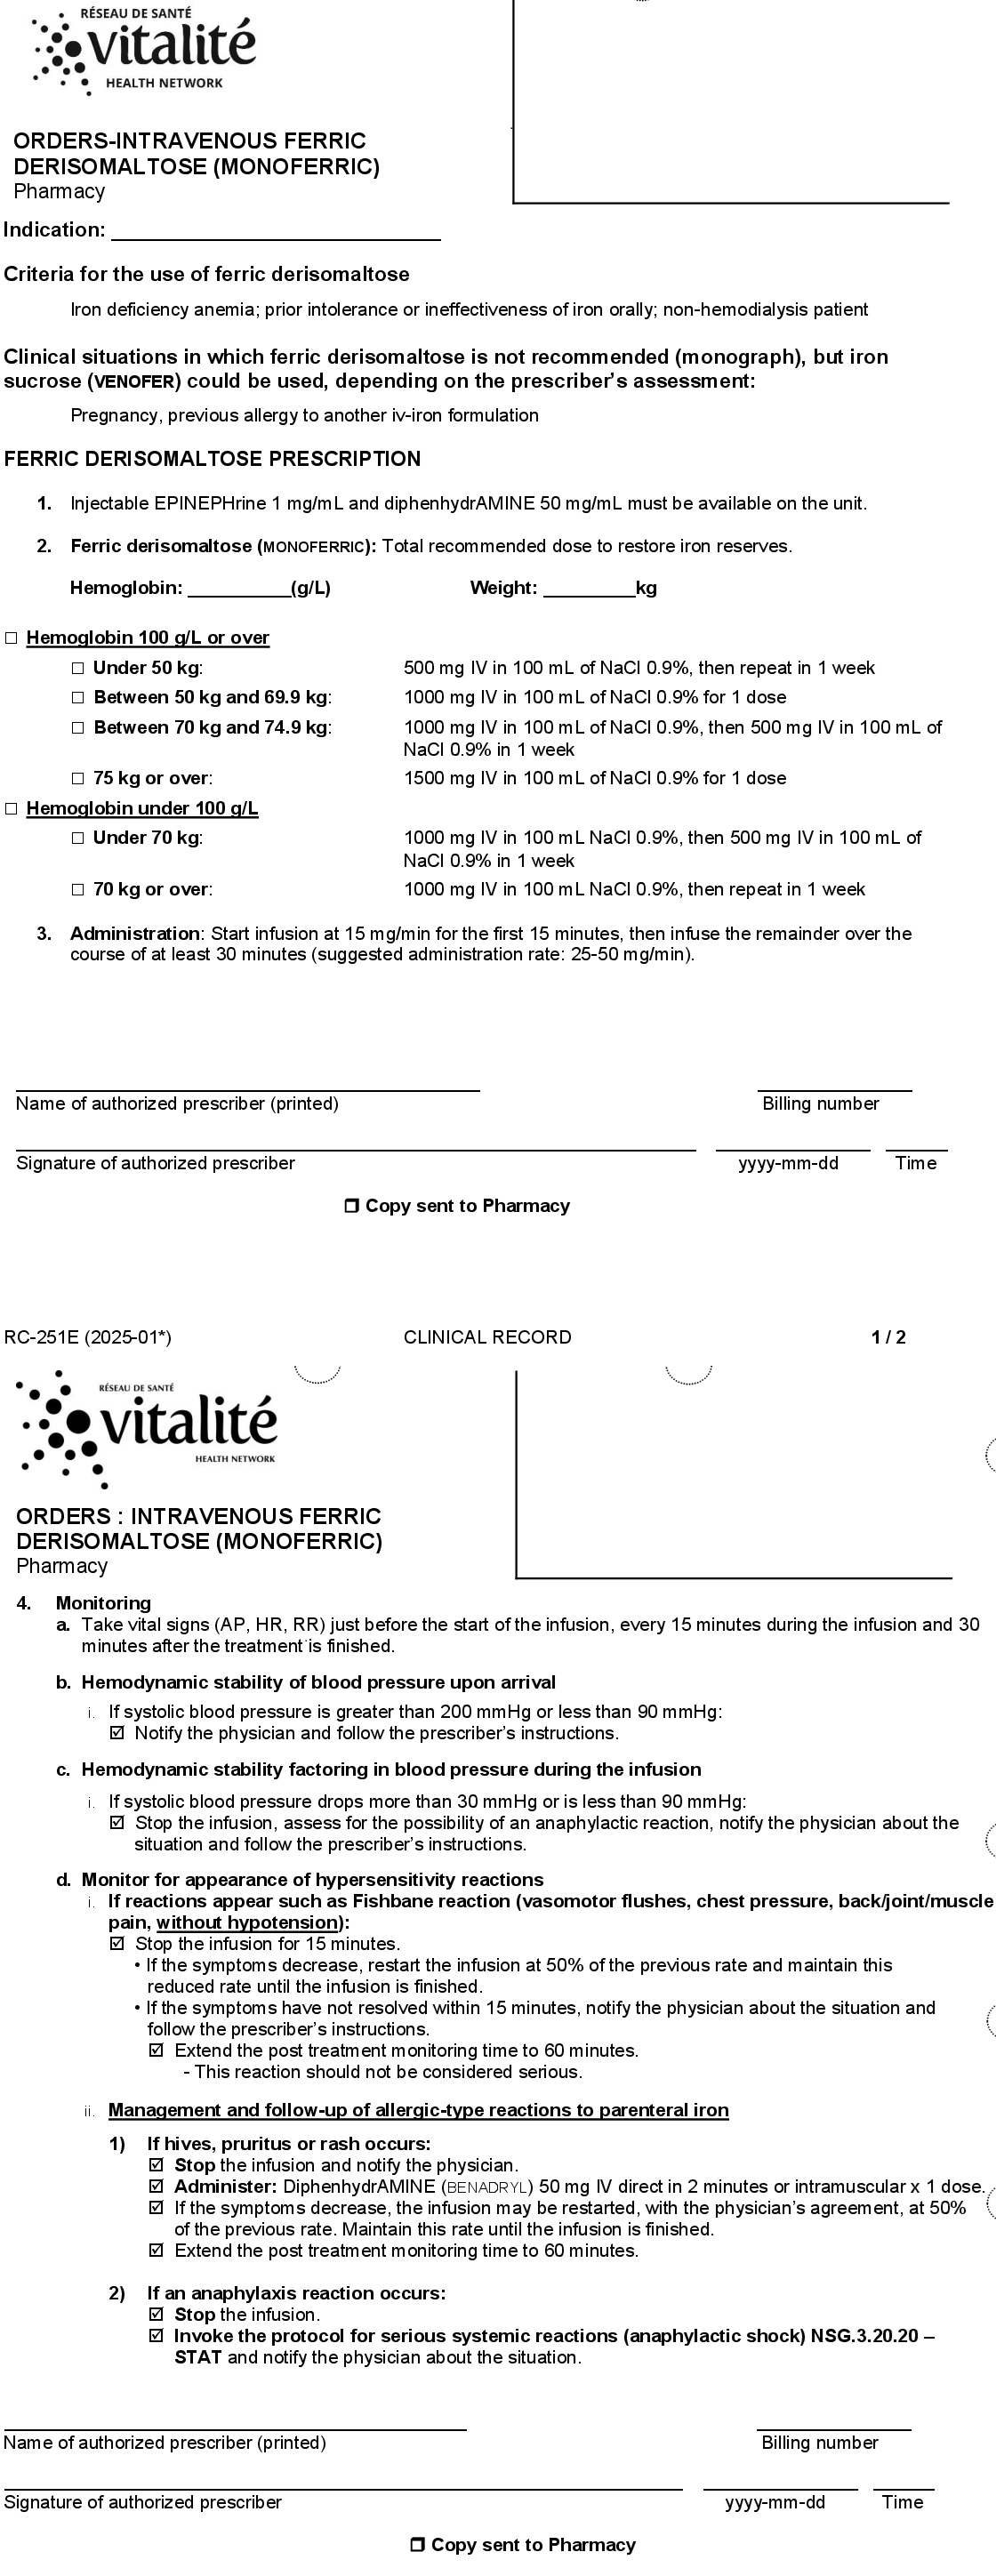 RÉSEAU DE SANTÉ
vitalité
HEALTH NETWORK
ORDERS-INTRAVENOUS FERRIC
DERISOMALTOSE (MONOFERRIC)
Pharmacy
Indication: ______________________________
Criteria for the use of ferric derisomaltose
Iron deficiency anemia; prior intolerance or ineffectiveness of iron orally; non-hemodialysis patient
Clinical situations in which ferric derisomaltose is not recommended (monograph), but iron
sucrose (VENOFER) could be used, depending on the prescriber's assessment:
Pregnancy, previous allergy to another iv-iron formulation
FERRIC DERISOMALTOSE PRESCRIPTION
1. Injectable EPINEPHrine 1 mg/mL and diphenhydrAMINE 50 mg/mL must be available on the unit.
2. Ferric derisomaltose (MONOFERRIC): Total recommended dose to restore iron reserves.
Hemoglobin: __________(g/L) Weight: _________kg
☐ Hemoglobin 100 g/L or over
☐ Under 50 kg: 500 mg IV in 100 mL of NaCl 0.9%, then repeat in 1 week
☐ Between 50 kg and 69.9 kg: 1000 mg IV in 100 mL of NaCl 0.9% for 1 dose
☐ Between 70 kg and 74.9 kg: 1000 mg IV in 100 mL of NaCl 0.9%, then 500 mg IV in 100 mL of
NaCl 0.9% in 1 week
☐ 75 kg or over: 1500 mg IV in 100 mL of NaCl 0.9% for 1 dose
☐ Hemoglobin under 100 g/L
☐ Under 70 kg: 1000 mg IV in 100 mL NaCl 0.9%, then 500 mg IV in 100 mL of
NaCl 0.9% in 1 week
☐ 70 kg or over: 1000 mg IV in 100 mL NaCl 0.9%, then repeat in 1 week
3. Administration: Start infusion at 15 mg/min for the first 15 minutes, then infuse the remainder over the
course of at least 30 minutes (suggested administration rate: 25-50 mg/min).
Name of authorized prescriber (printed) Billing number
Signature of authorized prescriber yyyy-mm-dd Time
❒ Copy sent to Pharmacy
RC-251E (2025-01*) CLINICAL RECORD 1 / 2
RÉSEAU DE SANTÉ
vitalité
HEALTH NETWORK
ORDERS : INTRAVENOUS FERRIC
DERISOMALTOSE (MONOFERRIC)
Pharmacy
4. Monitoring
a. Take vital signs (AP, HR, RR) just before the start of the infusion, every 15 minutes during the infusion and 30
minutes after the treatment is finished.
b. Hemodynamic stability of blood pressure upon arrival
i. If systolic blood pressure is greater than 200 mmHg or less than 90 mmHg:
☑ Notify the physician and follow the prescriber's instructions.
c. Hemodynamic stability factoring in blood pressure during the infusion
i. If systolic blood pressure drops more than 30 mmHg or is less than 90 mmHg:
☑ Stop the infusion, assess for the possibility of an anaphylactic reaction, notify the physician about the
situation and follow the prescriber's instructions.
d. Monitor for appearance of hypersensitivity reactions
i. If reactions appear such as Fishbane reaction (vasomotor flushes, chest pressure, back/joint/muscle
pain, without hypotension):
☑ Stop the infusion for 15 minutes.
• If the symptoms decrease, restart the infusion at 50% of the previous rate and maintain this
reduced rate until the infusion is finished.
• If the symptoms have not resolved within 15 minutes, notify the physician about the situation and
follow the prescriber's instructions.
☑ Extend the post treatment monitoring time to 60 minutes.
- This reaction should not be considered serious.
ii. Management and follow-up of allergic-type reactions to parenteral iron
1) If hives, pruritus or rash occurs:
☑ Stop the infusion and notify the physician.
☑ Administer: DiphenhydrAMINE (BENADRYL) 50 mg IV direct in 2 minutes or intramuscular x 1 dose.
☑ If the symptoms decrease, the infusion may be restarted, with the physician's agreement, at 50%
of the previous rate. Maintain this rate until the infusion is finished.
☑ Extend the post treatment monitoring time to 60 minutes.
2) If an anaphylaxis reaction occurs:
☑ Stop the infusion.
☑ Invoke the protocol for serious systemic reactions (anaphylactic shock) NSG.3.20.20 –
STAT and notify the physician about the situation.
Name of authorized prescriber (printed) Billing number
Signature of authorized prescriber yyyy-mm-dd Time
❒ Copy sent to Pharmacy